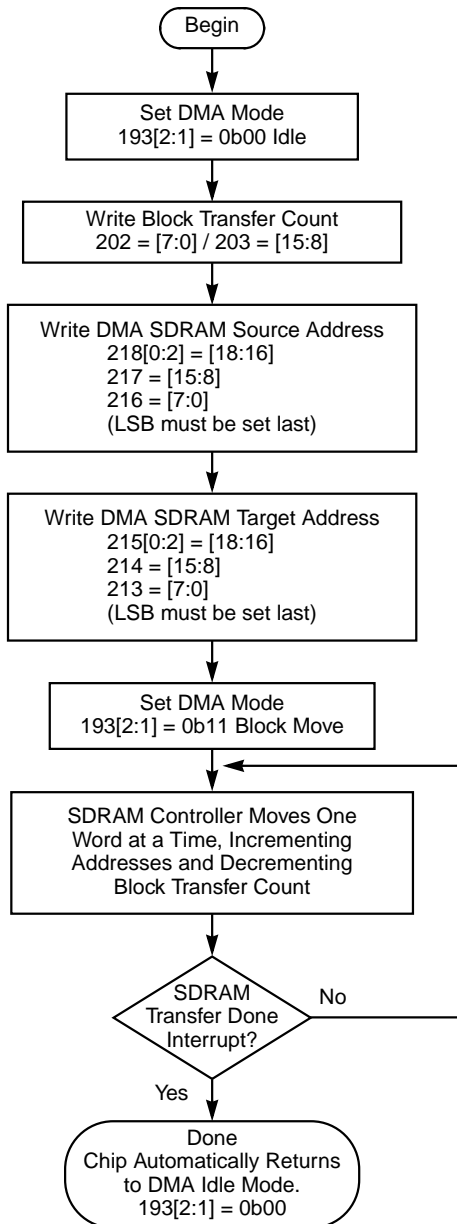 Begin
Set DMA Mode
193[2:1] = 0b00 Idle
Write Block Transfer Count
202 = [7:0] / 203 = [15:8]
Write DMA SDRAM Source Address
218[0:2] = [18:16]
217 = [15:8]
216 = [7:0]
(LSB must be set last)
Write DMA SDRAM Target Address
215[0:2] = [18:16]
214 = [15:8]
213 = [7:0]
(LSB must be set last)
Set DMA Mode
193[2:1] = 0b11 Block Move
SDRAM Controller Moves One
Word at a Time, Incrementing
Addresses and Decrementing
Block Transfer Count
SDRAM
Transfer Done
Interrupt?
No
Yes
Done
Chip Automatically Returns
to DMA Idle Mode.
193[2:1] = 0b00